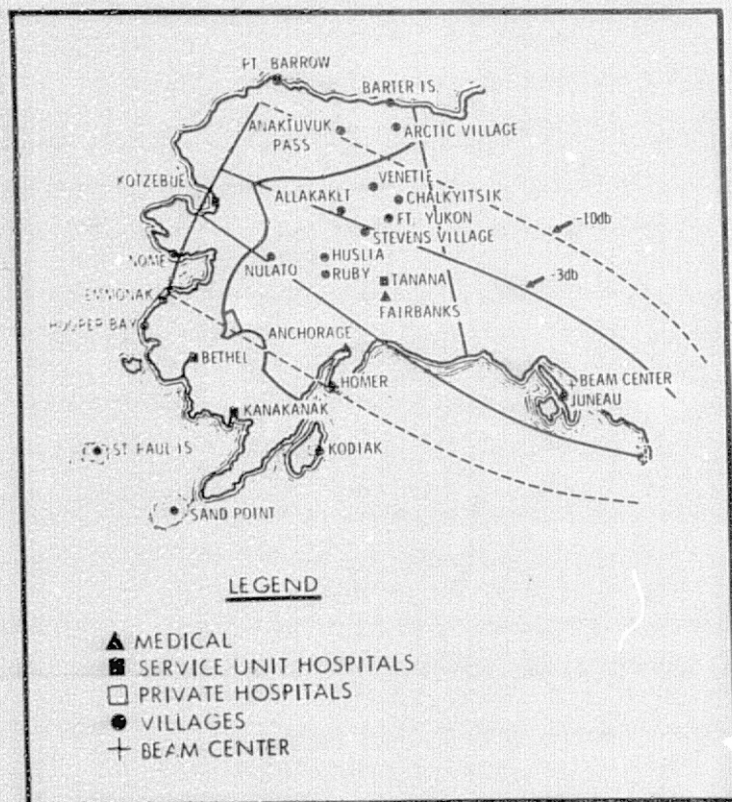 PT. BARROW
BARTER IS.
ANAKTUVUK
PASS
ARCTIC VILLAGE
KOTZEBUE
VENETIE
ALLAKAKET
CHALKYITSIK
FT. YUKON
STEVENS VILLAGE
-10db
-3db
NOME
NULATO
HUSLIA
RUBY
TANANA
FAIRBANKS
EMMONAK
HOOPER BAY
BETHEL
ANCHORAGE
HOMER
BEAM CENTER
JUNEAU
KANAKANAK
ST PAUL IS
KODIAK
SAND POINT
LEGEND
MEDICAL
SERVICE UNIT HOSPITALS
PRIVATE HOSPITALS
VILLAGES
BEAM CENTER